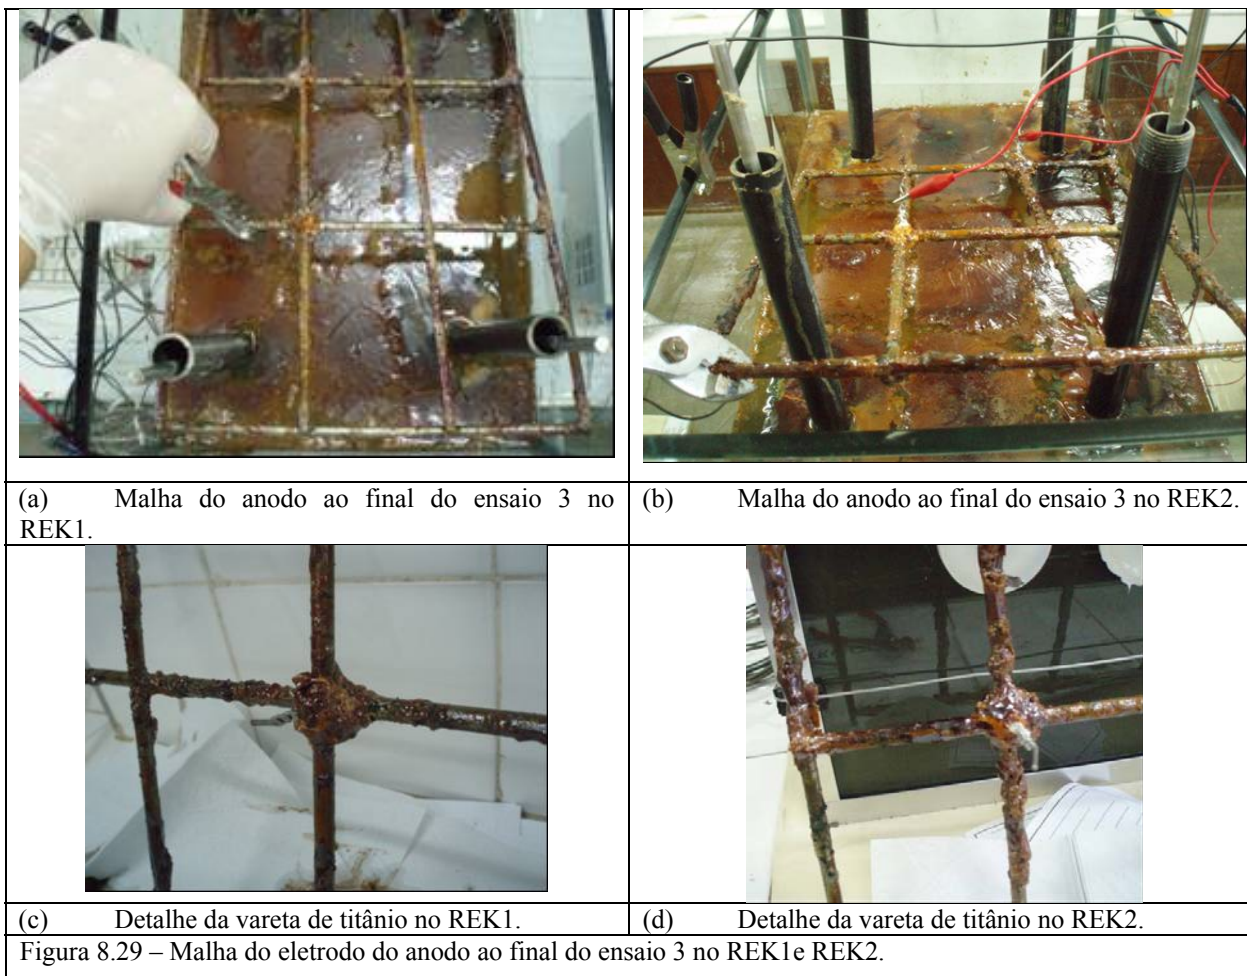 (a) Malha do anodo ao final do ensaio 3 no
REK1.
(b) Malha do anodo ao final do ensaio 3 no REK2.
(c) Detalhe da vareta de titânio no REK1.
(d) Detalhe da vareta de titânio no REK2.
Figura 8.29 – Malha do eletrodo do anodo ao final do ensaio 3 no REK1e REK2.